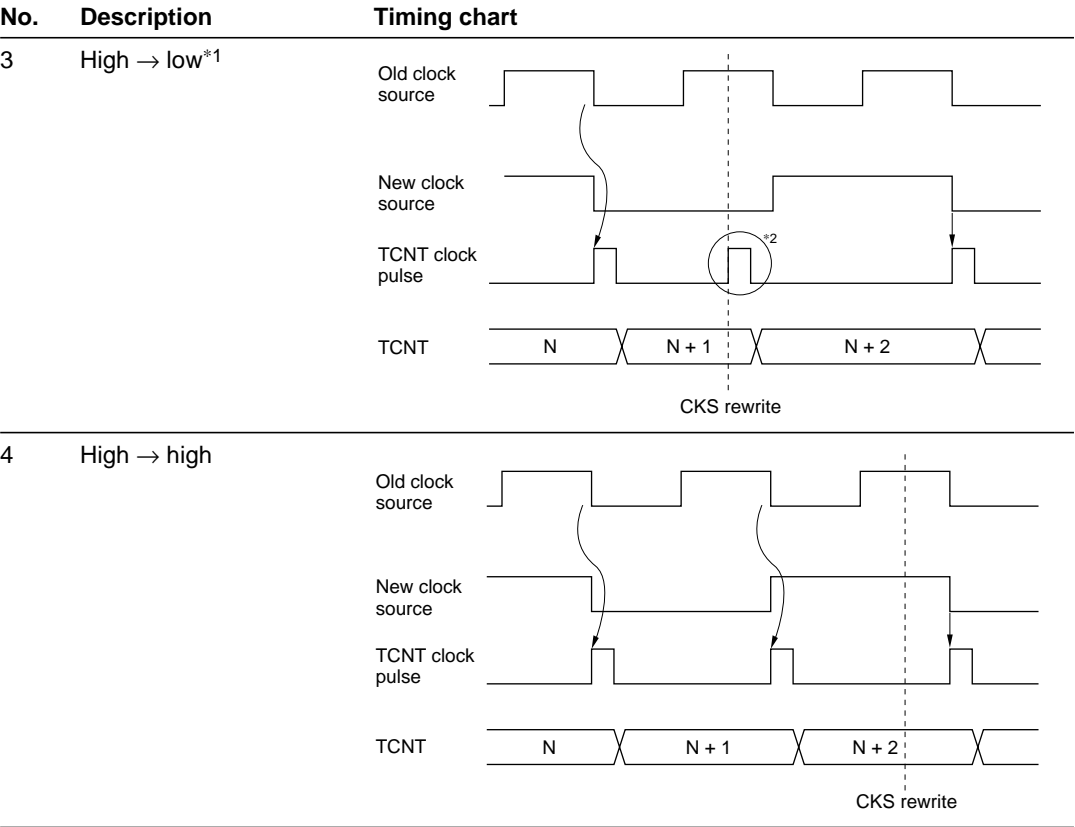 No. Description Timing chart
3 High → low*1
Old clock
source
New clock
source
TCNT clock
pulse
*2
TCNT N N + 1 N + 2
CKS rewrite
4 High → high
Old clock
source
New clock
source
TCNT clock
pulse
TCNT N N + 1 N + 2
CKS rewrite